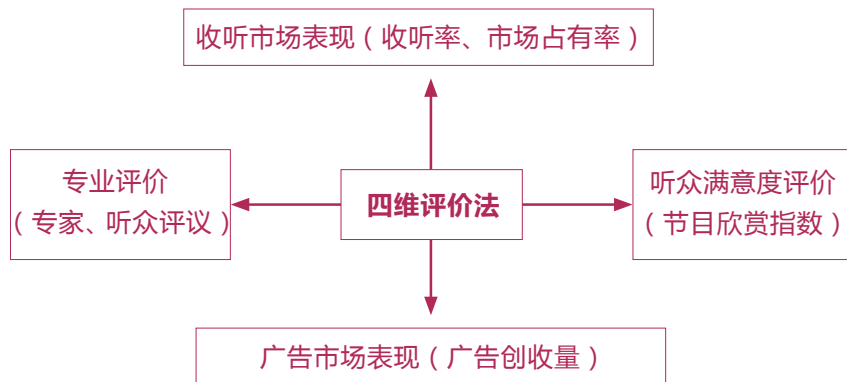 收听市场表现（收听率、市场占有率）
专业评价
（专家、听众评议）
四维评价法
听众满意度评价
（节目欣赏指数）
广告市场表现（广告创收量）